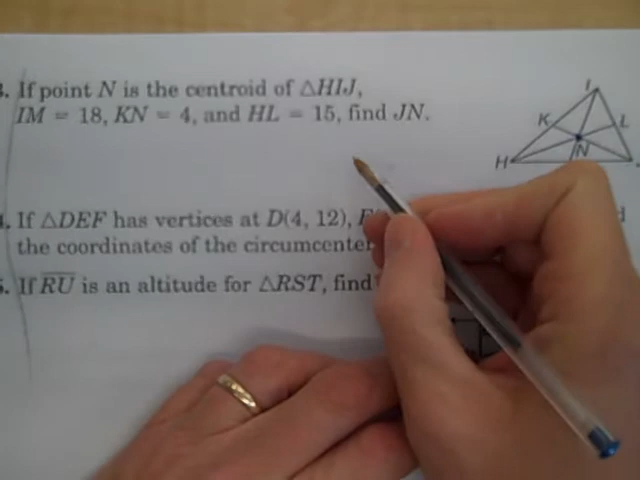 3. If point N is the centroid of △HIJ,
IM = 18, KN = 4, and HL = 15, find JN.
I
K
L
N
H
4. If △DEF has vertices at D(4, 12),
the coordinates of the circumcenter
5. If RU is an altitude for △RST, find